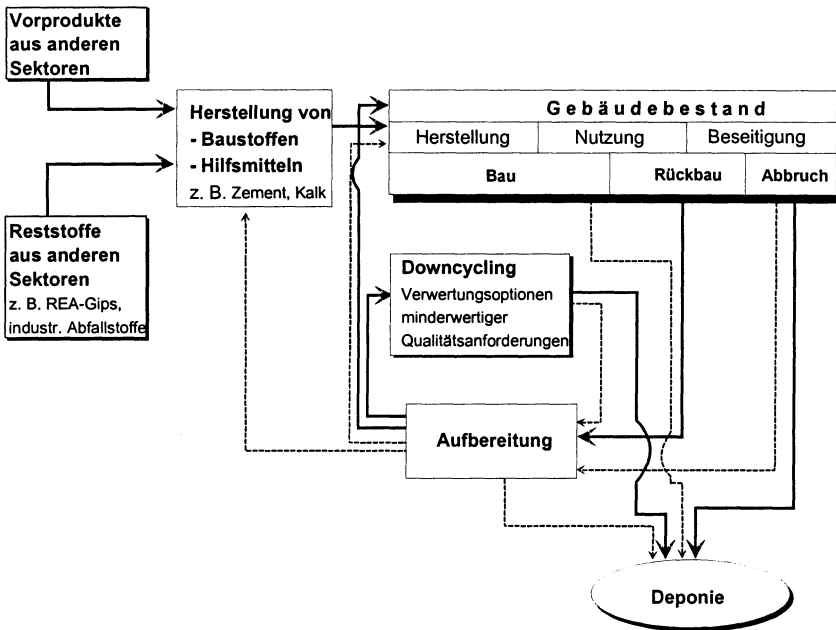 Vorprodukte
aus anderen
Sektoren
Herstellung von
- Baustoffen
- Hilfsmitteln
z. B. Zement, Kalk
Gebäudebestand
Herstellung
Nutzung
Beseitigung
Bau
Rückbau
Abbruch
Reststoffe
aus anderen
Sektoren
z. B. REA-Gips,
industr. Abfallstoffe
Downcycling
Verwertungsoptionen
minderwertiger
Qualitätsanforderungen
Aufbereitung
Deponie